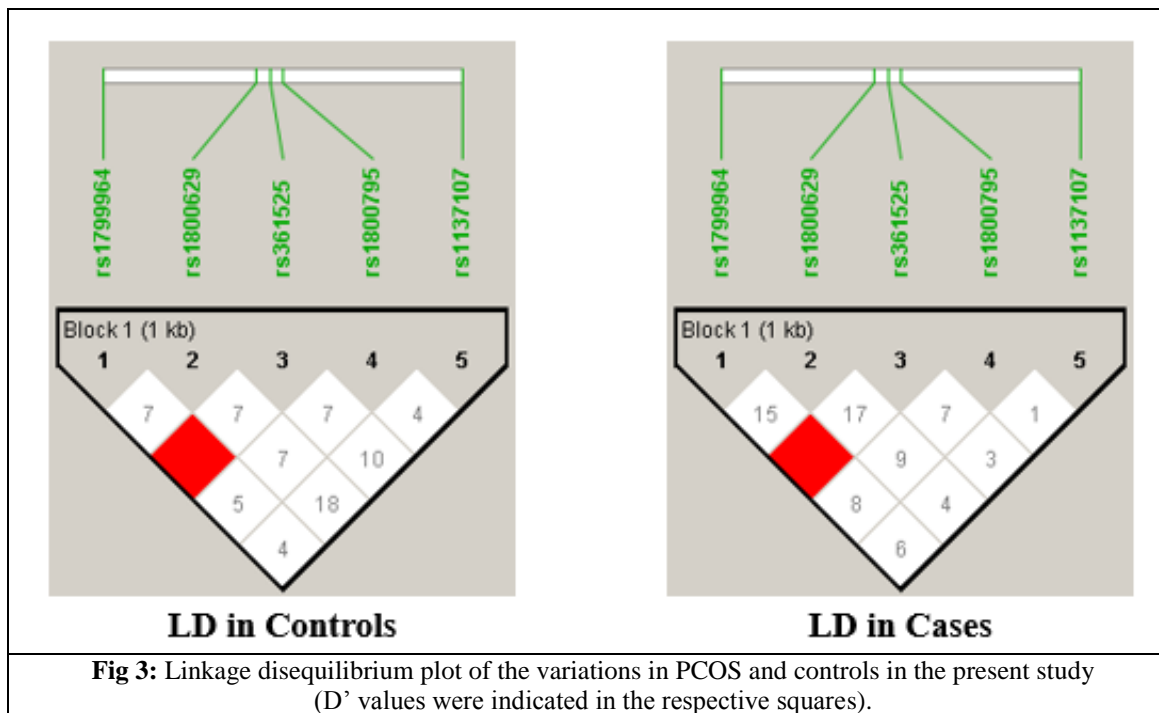 rs1799964 rs1800629 rs361525 rs1800795 rs1137107
Block 1 (1 kb)
1 2 3 4 5
7 7 7 4
7 10
5 18
4
LD in Controls
rs1799964 rs1800629 rs361525 rs1800795 rs1137107
Block 1 (1 kb)
1 2 3 4 5
15 17 7 1
9 3
8 4
6
LD in Cases
Fig 3: Linkage disequilibrium plot of the variations in PCOS and controls in the present study
(D’ values were indicated in the respective squares).